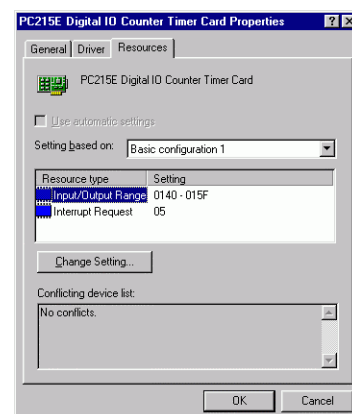 PC215E Digital IO Counter Timer Card Properties
General Driver Resources
PC215E Digital IO Counter Timer Card
Use automatic settings
Setting based on: Basic configuration 1
Resource type Setting
Input/Output Range 0140 - 015F
Interrupt Request 05
Change Setting...
Conflicting device list:
No conflicts.
OK Cancel